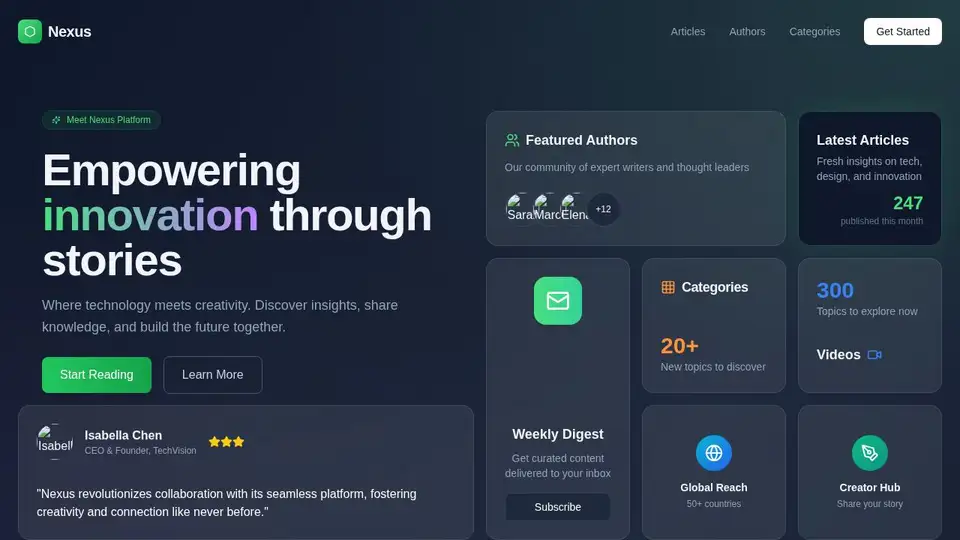 Nexus
Articles
Authors
Categories
Get Started
Meet Nexus Platform
Empowering
innovation through
stories
Where technology meets creativity. Discover insights, share
knowledge, and build the future together.
Start Reading
Learn More
Isabella Chen
CEO & Founder, TechVision
Isabell
"Nexus revolutionizes collaboration with its seamless platform, fostering
creativity and connection like never before."
Featured Authors
Our community of expert writers and thought leaders
Sara
Marc
Elena
+12
Latest Articles
Fresh insights on tech,
design, and innovation
247
published this month
Weekly Digest
Get curated content
delivered to your inbox
Subscribe
Categories
20+
New topics to discover
300
Topics to explore now
Videos
Global Reach
50+ countries
Creator Hub
Share your story